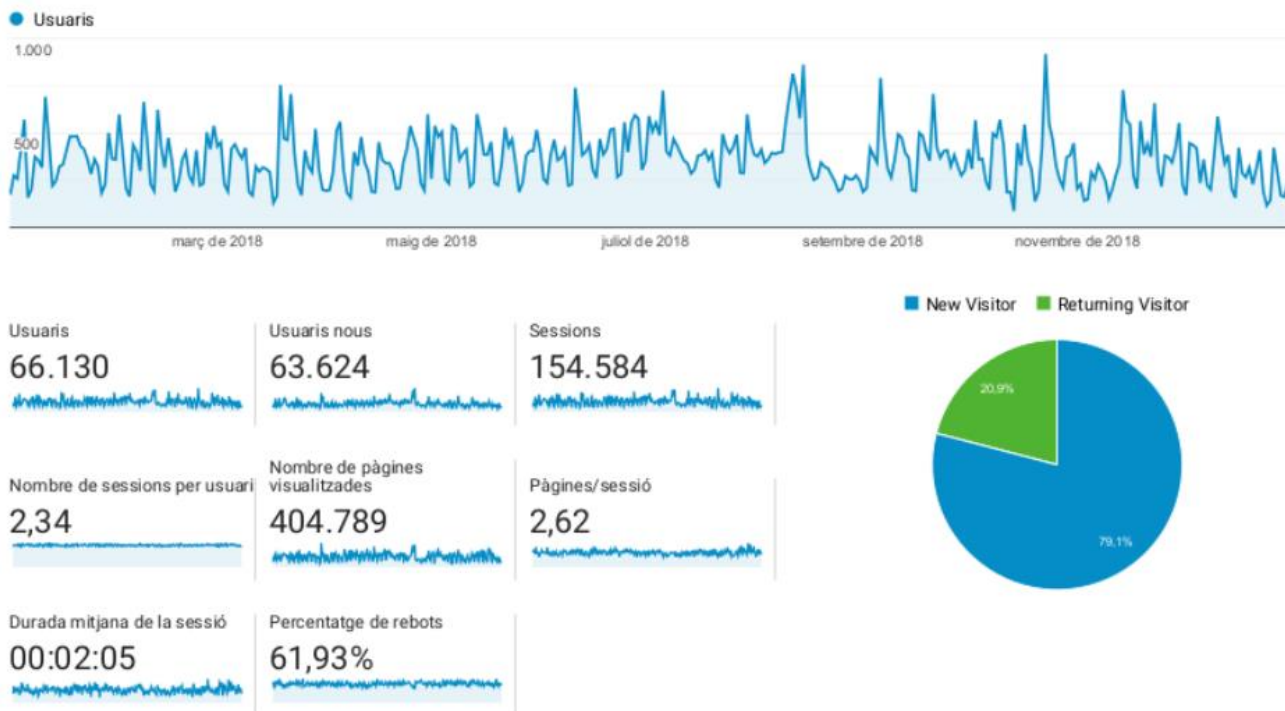 Usuaris
1.000
500
març de 2018
maig de 2018
juliol de 2018
setembre de 2018
novembre de 2018
New Visitor
Returning Visitor
20,9%
79,1%
Usuaris
66.130
Usuaris nous
63.624
Sessions
154.584
Nombre de sessions per usuari
2,34
Nombre de pàgines
visualitzades
404.789
Pàgines/sessió
2,62
Durada mitjana de la sessió
00:02:05
Percentatge de rebots
61,93%